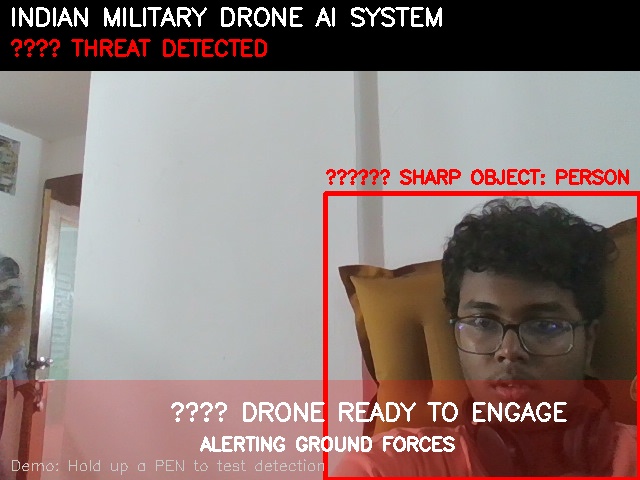 INDIAN MILITARY DRONE AI SYSTEM
???? THREAT DETECTED
?????? SHARP OBJECT: PERSON
???? DRONE READY TO ENGAGE
ALERTING GROUND FORCES
Demo: Hold up a PEN to test detection